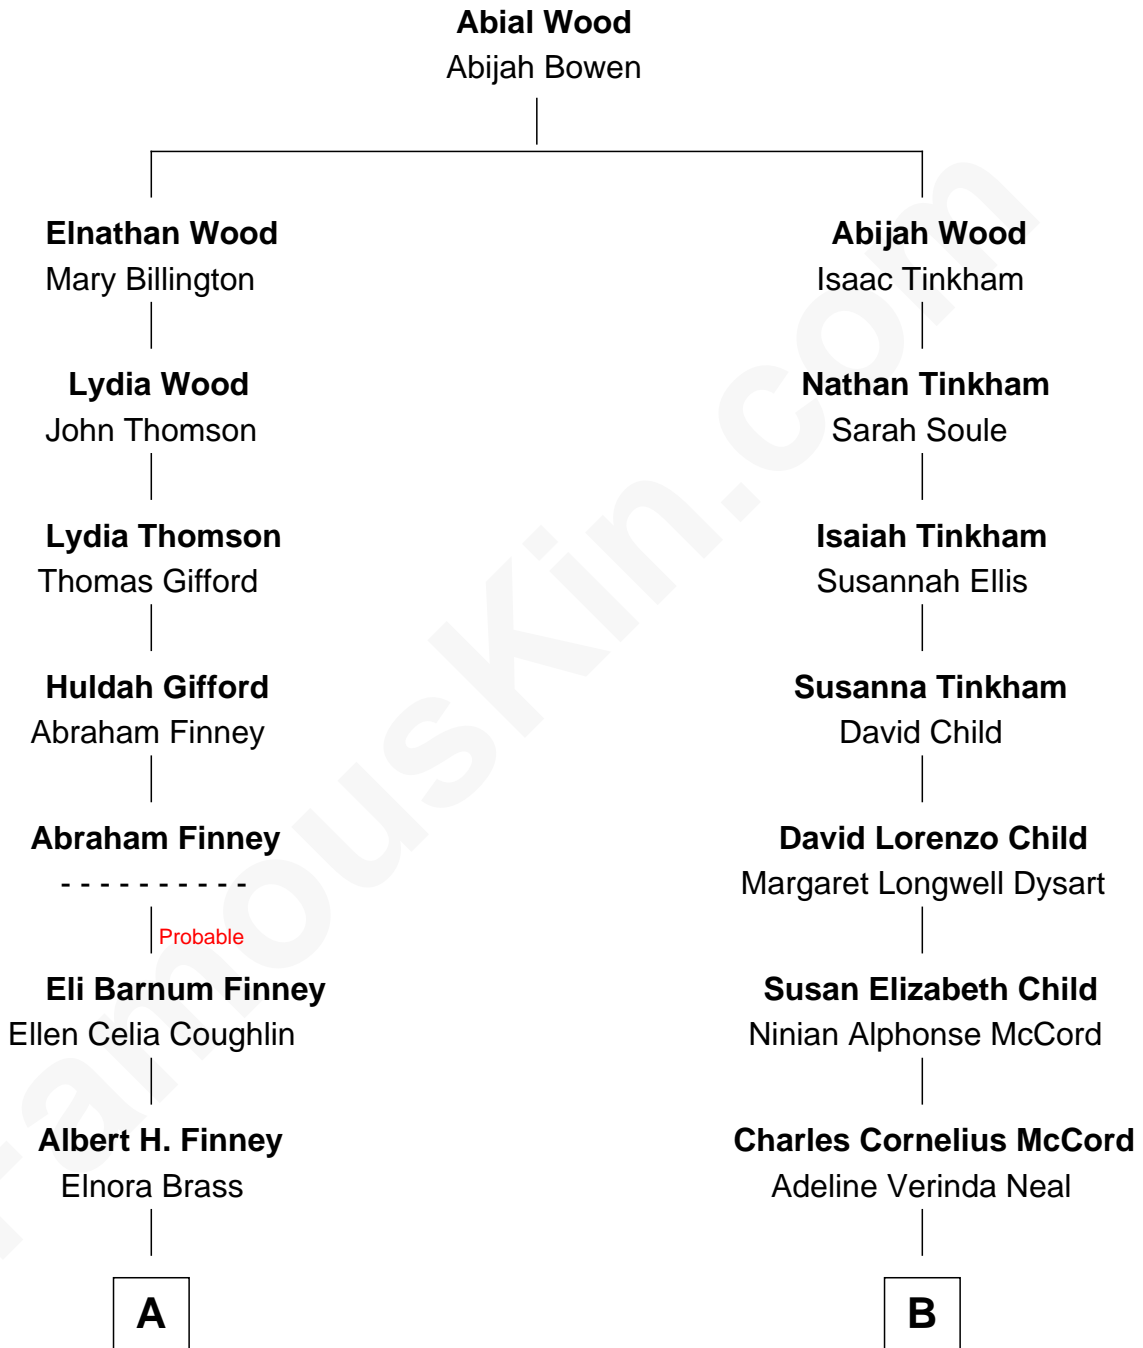 Abial Wood
Abijah Bowen
Elnathan Wood
Mary Billington
Abijah Wood
Isaac Tinkham
Lydia Wood
John Thomson
Nathan Tinkham
Sarah Soule
Lydia Thomson
Thomas Gifford
Isaiah Tinkham
Susannah Ellis
Huldah Gifford
Abraham Finney
Susanna Tinkham
David Child
Abraham Finney
- - - - - - - - - -
David Lorenzo Child
Margaret Longwell Dysart
Probable
Eli Barnum Finney
Ellen Celia Coughlin
Susan Elizabeth Child
Ninian Alphonse McCord
Albert H. Finney
Elnora Brass
Charles Cornelius McCord
Adeline Verinda Neal
A
B
FamousKin.com